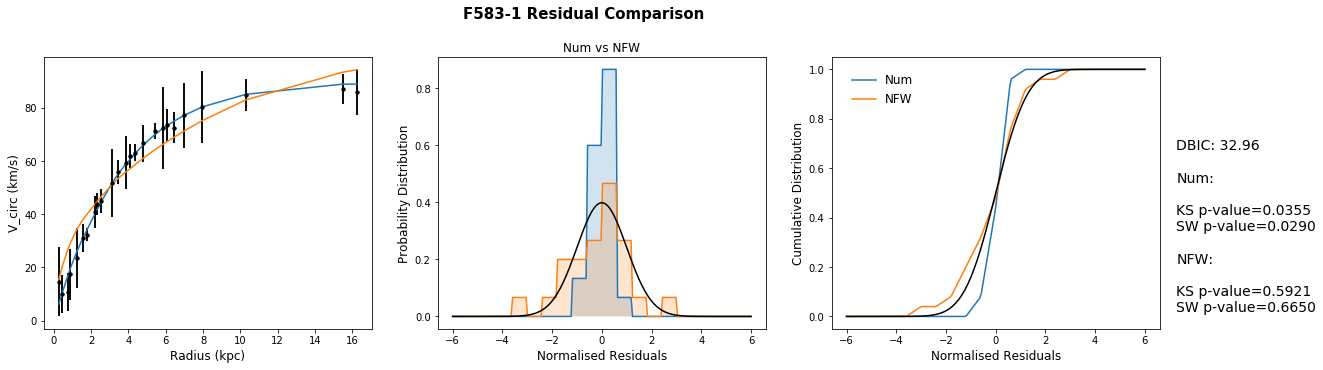 F583-1 Residual Comparison
V_circ (km/s)
0
20
40
60
80
0
2
4
6
8
10
12
14
16
Radius (kpc)
Num vs NFW
Probability Distribution
0.0
0.2
0.4
0.6
0.8
−6
−4
−2
0
2
4
6
Normalised Residuals
Cumulative Distribution
0.0
0.2
0.4
0.6
0.8
1.0
Num
NFW
−6
−4
−2
0
2
4
6
Normalised Residuals
DBIC: 32.96
Num:
KS p-value=0.0355
SW p-value=0.0290
NFW:
KS p-value=0.5921
SW p-value=0.6650